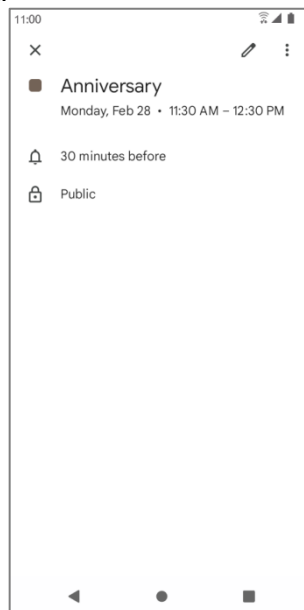 11:00
Anniversary
Monday, Feb 28 • 11:30 AM – 12:30 PM
30 minutes before
Public